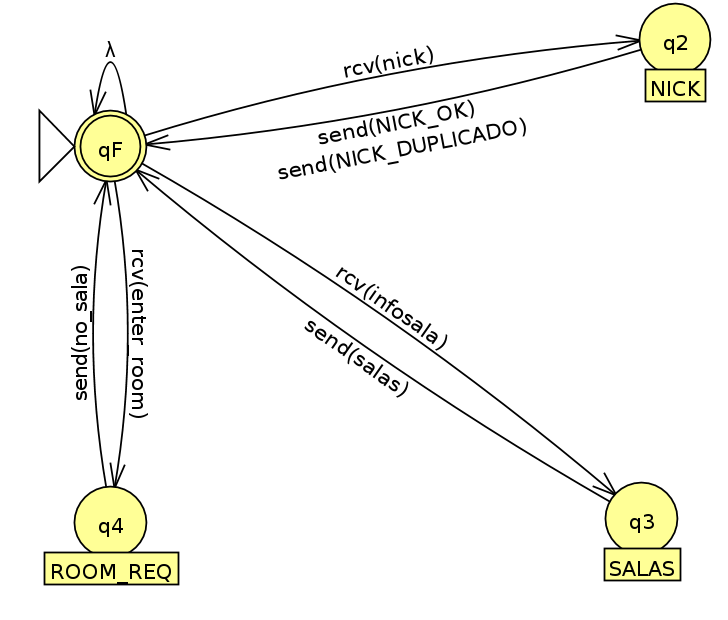 λ
q2
NICK
rcv(nick)
send(NICK_OK)
send(NICK_DUPLICADO)
qF
rcv(infosala)
send(salas)
send(no_sala)
rcv(enter_room)
q4
ROOM_REQ
q3
SALAS